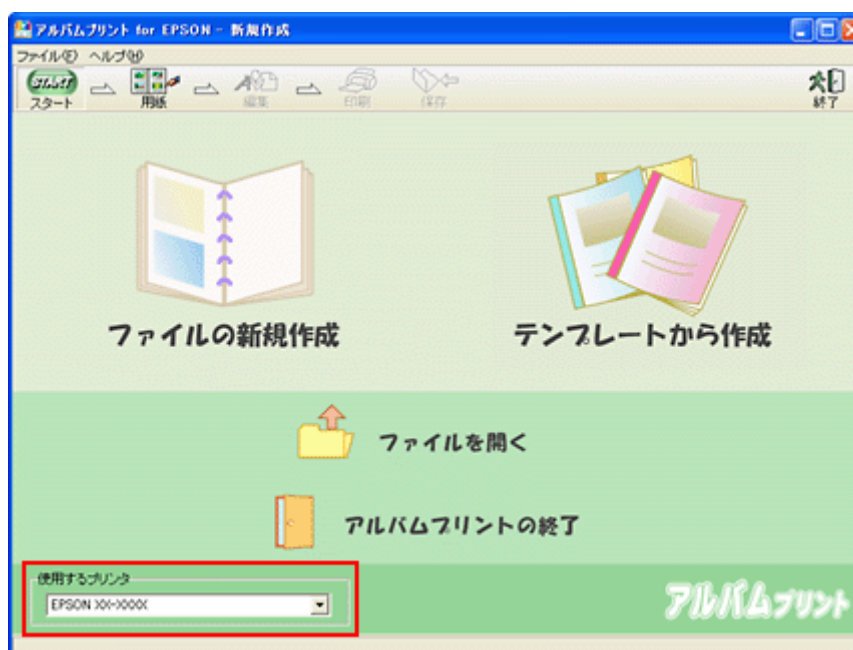 アルバムプリント for EPSON - 新規作成
ファイル(F) ヘルプ(H)
START
スタート 用紙 編集 印刷 保存 終了
ファイルの新規作成 テンプレートから作成
ファイルを開く
アルバムプリントの終了
使用するプリンタ
EPSON XX-XXXX
アルバムプリント